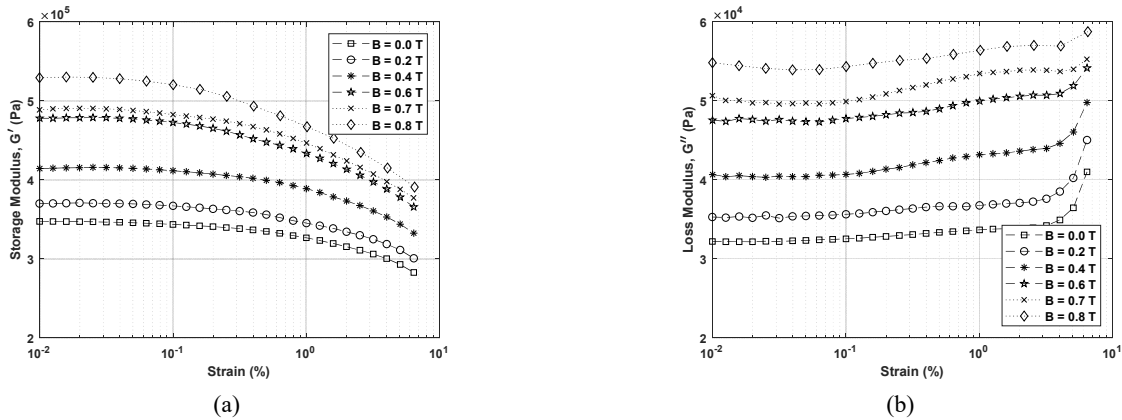 6 ×10^5
5
4
3
2
Storage Modulus, G′ (Pa)
B = 0.0 T
B = 0.2 T
B = 0.4 T
B = 0.6 T
B = 0.7 T
B = 0.8 T
10^-2 10^-1 10^0 10^1
Strain (%)
(a)
6 ×10^4
5
4
3
2
Loss Modulus, G′′ (Pa)
B = 0.0 T
B = 0.2 T
B = 0.4 T
B = 0.6 T
B = 0.7 T
B = 0.8 T
10^-2 10^-1 10^0 10^1
Strain (%)
(b)